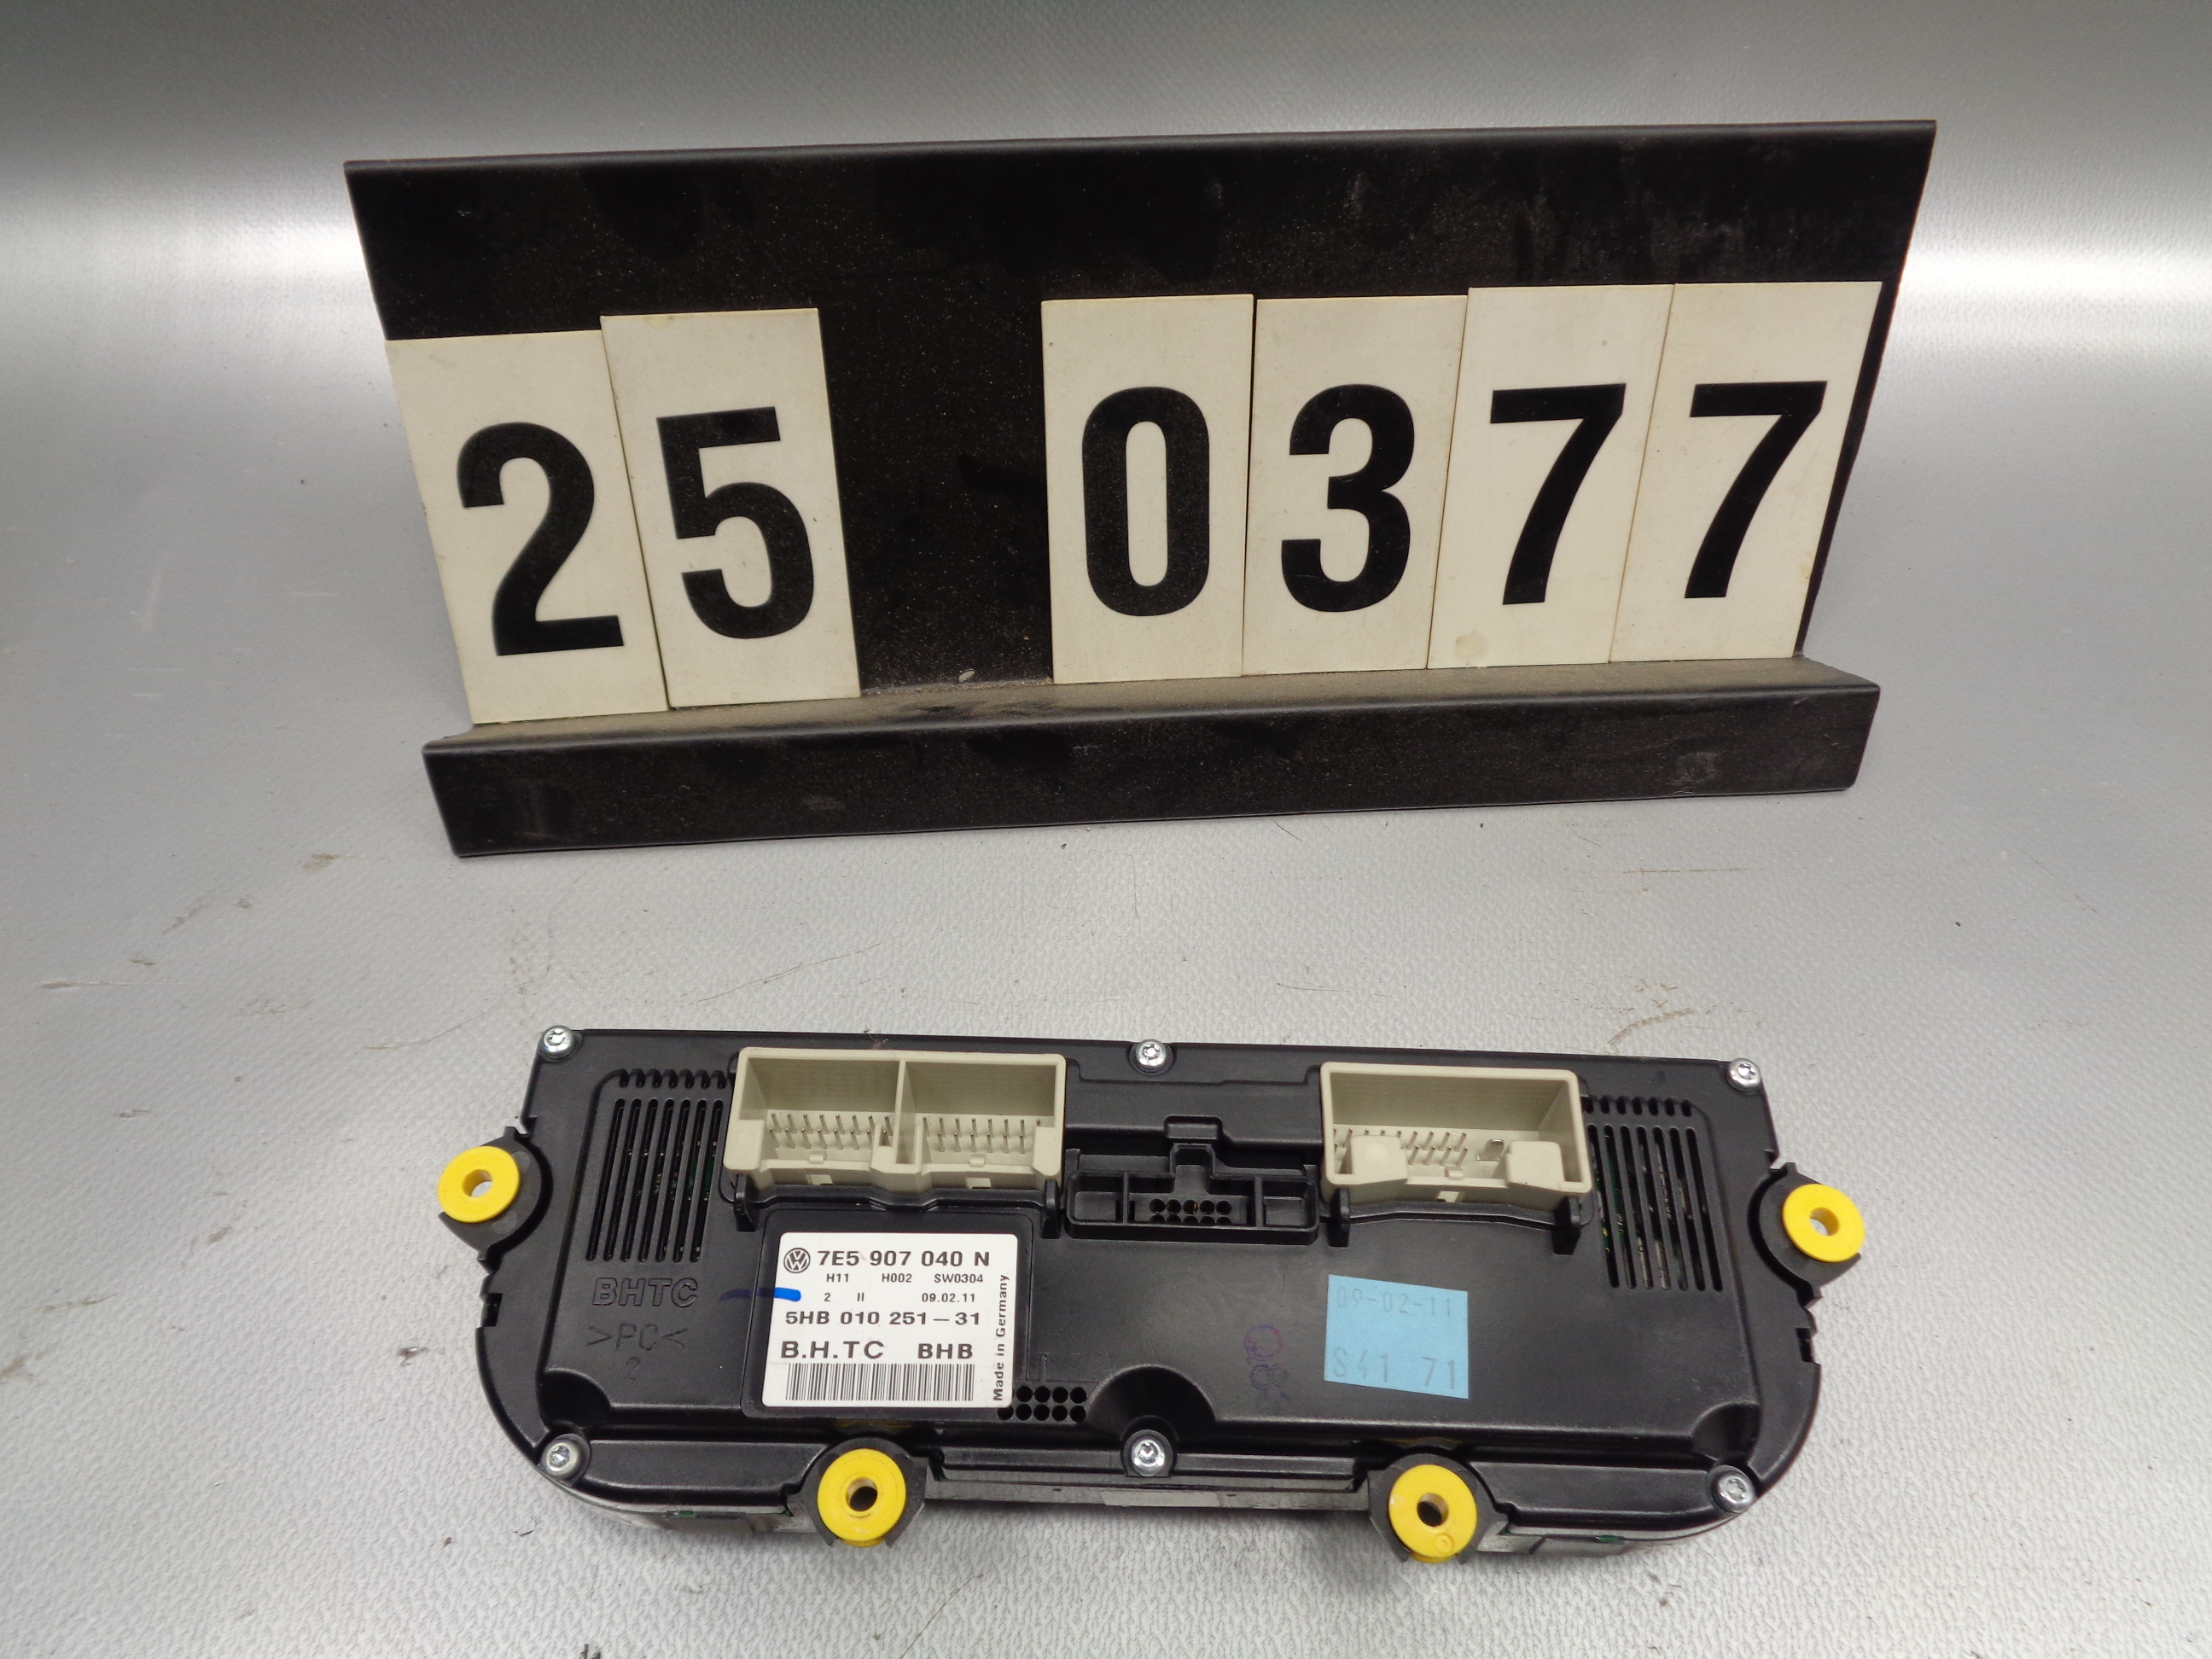 25 0377
7E5 907 040 N
H11 H002 SW0304
2 II 09.02.11
5HB 010 251-31
B.H.TC BHB
Made in Germany
BHTC
>PC<
2
09-02-11
S41 71